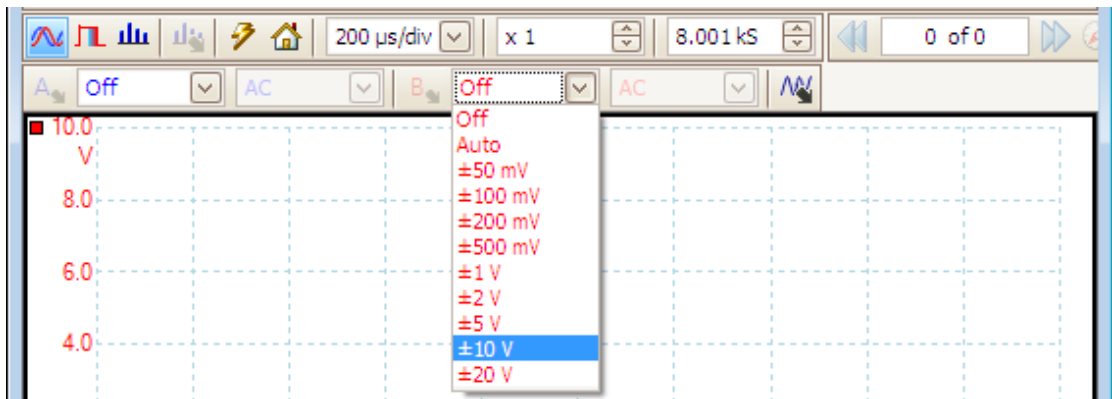 200 µs/div x 1 8.001 kS 0 of 0
A Off AC B Off AC
10.0
V
8.0
6.0
4.0
Off
Auto
±50 mV
±100 mV
±200 mV
±500 mV
±1 V
±2 V
±5 V
±10 V
±20 V